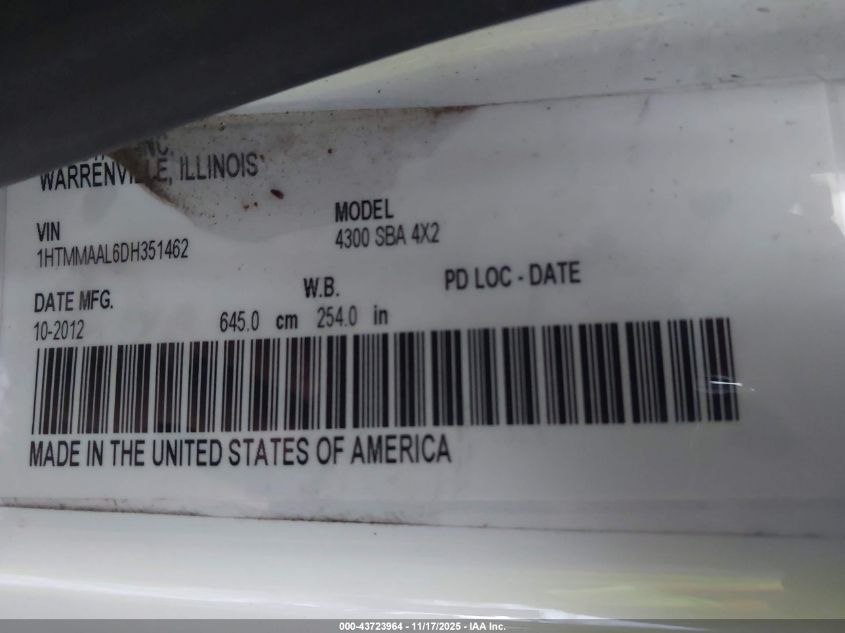 NC.
WARRENVILLE, ILLINOIS
VIN
1HTMMAAL6DH351462
MODEL
4300 SBA 4X2
DATE MFG.
10-2012
W.B.
645.0 cm 254.0 in
PD LOC - DATE
MADE IN THE UNITED STATES OF AMERICA
000-43723964 - 11/17/2025 - IAA Inc.